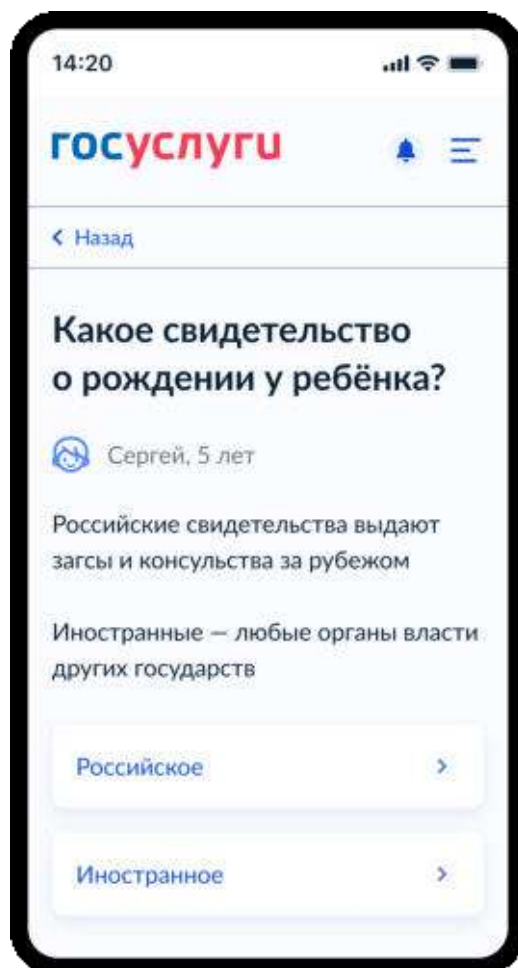 14:20
госуслуги
Назад
Какое свидетельство
о рождении у ребёнка?
Сергей, 5 лет
Российские свидетельства выдают
загсы и консульства за рубежом
Иностранные — любые органы власти
других государств
Российское
Иностранное